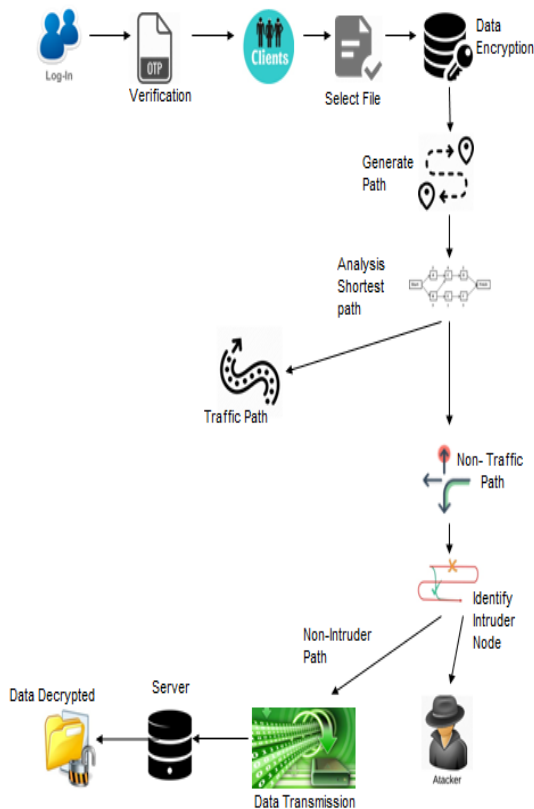 Log-In
OTP
Verification
Clients
Select File
Data
Encryption
Generate
Path
Analysis
Shortest
path
Traffic Path
Non- Traffic
Path
Identify
Intruder
Node
Non-Intruder
Path
Data Decrypted
Server
Data Transmission
Atacker